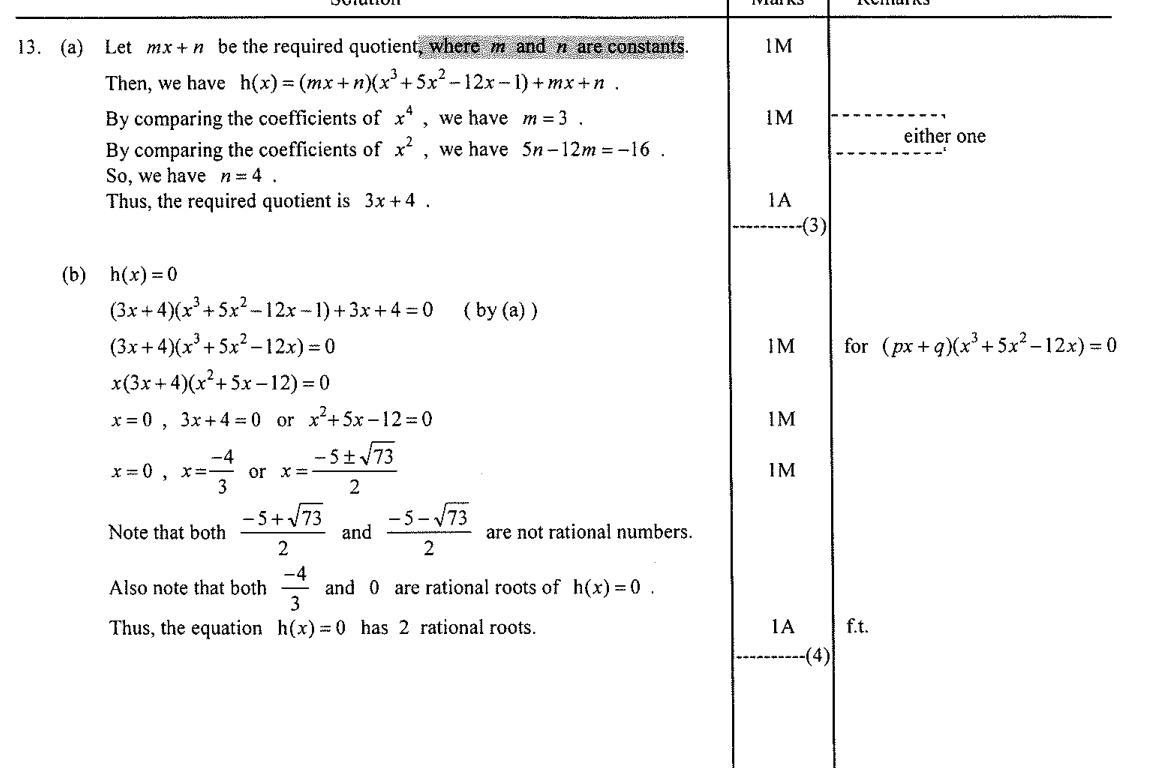 Solution Marks Remarks
13. (a) Let mx + n be the required quotient, where m and n are constants. 1M
Then, we have h(x) = (mx + n)(x³ + 5x² − 12x − 1) + mx + n .
By comparing the coefficients of x⁴ , we have m = 3 . 1M
either one
By comparing the coefficients of x² , we have 5n − 12m = −16 .
So, we have n = 4 .
Thus, the required quotient is 3x + 4 . 1A
----------(3)
(b) h(x) = 0
(3x + 4)(x³ + 5x² − 12x − 1) + 3x + 4 = 0 ( by (a) )
(3x + 4)(x³ + 5x² − 12x) = 0 1M for (px + q)(x³ + 5x² − 12x) = 0
x(3x + 4)(x² + 5x − 12) = 0
x = 0 , 3x + 4 = 0 or x² + 5x − 12 = 0 1M
x = 0 , x = −4/3 or x = (−5 ± √73)/2 1M
Note that both (−5 + √73)/2 and (−5 − √73)/2 are not rational numbers.
Also note that both −4/3 and 0 are rational roots of h(x) = 0 .
Thus, the equation h(x) = 0 has 2 rational roots. 1A f.t.
----------(4)